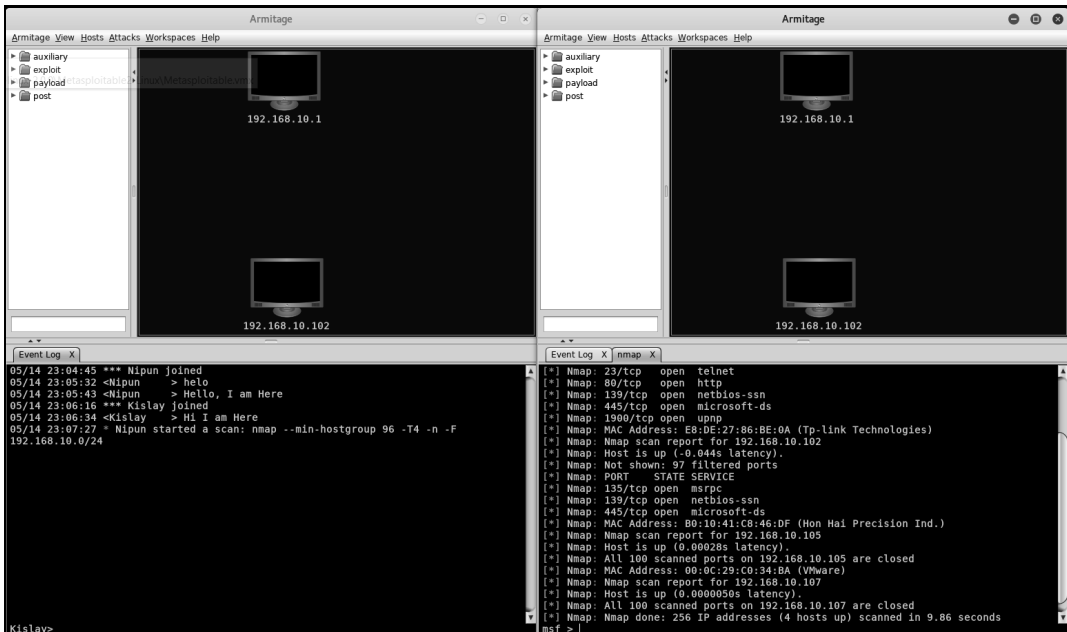 Armitage
Armitage View Hosts Attacks Workspaces Help
auxiliary
exploit
payload
post
etasploitable
inux\Metasploitable.vmx
192.168.10.1
192.168.10.102
Event Log X
05/14 23:04:45 *** Nipun joined
05/14 23:05:32 <Nipun > helo
05/14 23:05:43 <Nipun > Hello, I am Here
05/14 23:06:16 *** Kislay joined
05/14 23:06:34 <Kislay > Hi I am Here
05/14 23:07:27 * Nipun started a scan: nmap --min-hostgroup 96 -T4 -n -F
192.168.10.0/24
Kislay>
Armitage
Armitage View Hosts Attacks Workspaces Help
auxiliary
exploit
payload
post
192.168.10.1
192.168.10.102
Event Log X nmap X
[*] Nmap: 23/tcp open telnet
[*] Nmap: 80/tcp open http
[*] Nmap: 139/tcp open netbios-ssn
[*] Nmap: 445/tcp open microsoft-ds
[*] Nmap: 1900/tcp open upnp
[*] Nmap: MAC Address: E8:DE:27:86:BE:0A (Tp-link Technologies)
[*] Nmap: Nmap scan report for 192.168.10.102
[*] Nmap: Host is up (-0.044s latency).
[*] Nmap: Not shown: 97 filtered ports
[*] Nmap: PORT STATE SERVICE
[*] Nmap: 135/tcp open msrpc
[*] Nmap: 139/tcp open netbios-ssn
[*] Nmap: 445/tcp open microsoft-ds
[*] Nmap: MAC Address: B0:10:41:C8:46:DF (Hon Hai Precision Ind.)
[*] Nmap: Nmap scan report for 192.168.10.105
[*] Nmap: Host is up (0.00028s latency).
[*] Nmap: All 100 scanned ports on 192.168.10.105 are closed
[*] Nmap: MAC Address: 00:0C:29:C0:34:BA (VMware)
[*] Nmap: Nmap scan report for 192.168.10.107
[*] Nmap: Host is up (0.0000050s latency).
[*] Nmap: All 100 scanned ports on 192.168.10.107 are closed
[*] Nmap: Nmap done: 256 IP addresses (4 hosts up) scanned in 9.86 seconds
msf >